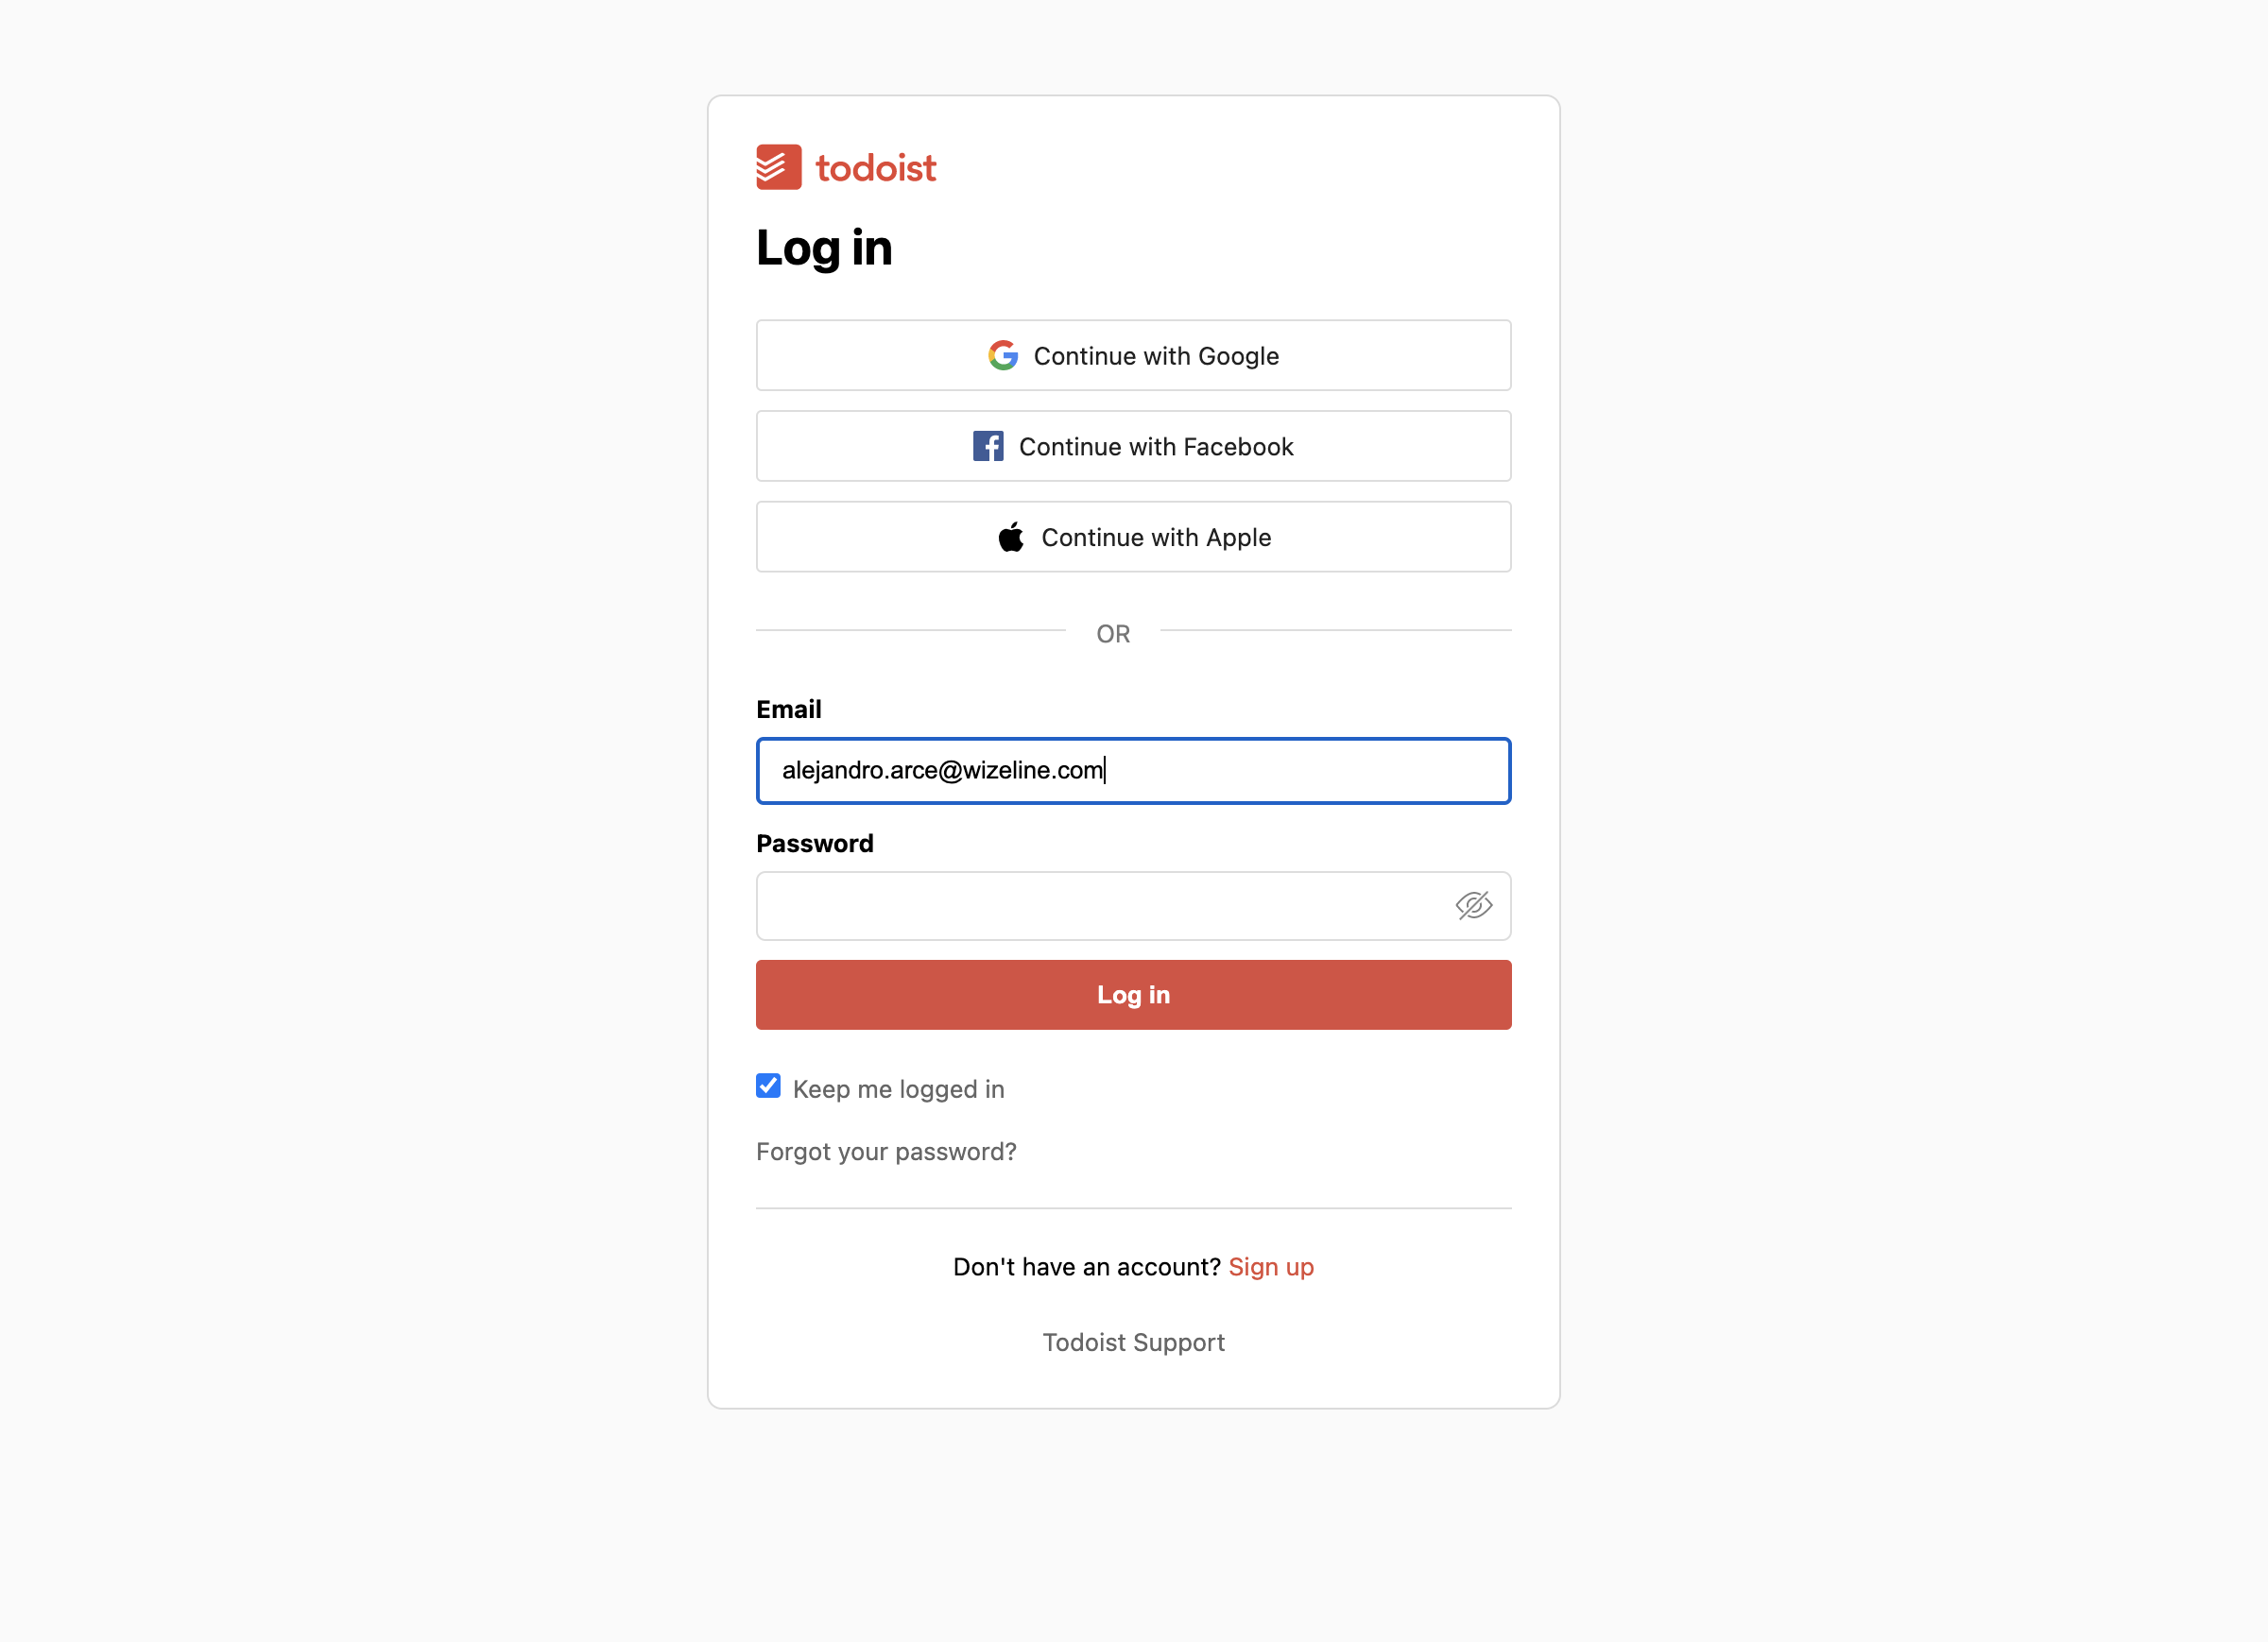 todoist
Log in
Continue with Google
Continue with Facebook
Continue with Apple
OR
Email
alejandro.arce@wizeline.com
Password
Log in
Keep me logged in
Forgot your password?
Don't have an account? Sign up
Todoist Support